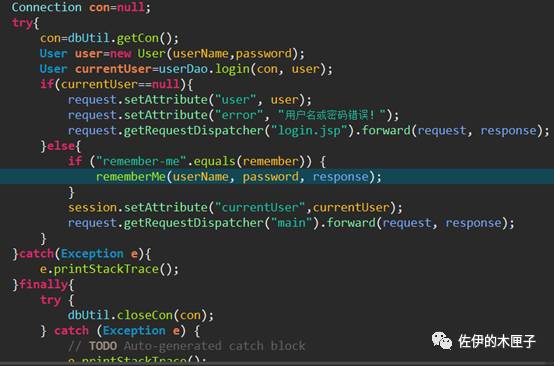 Connection con=null;
try{
con=dbUtil.getCon();
User user=new User(userName,password);
User currentUser=userDao.login(con, user);
if(currentUser==null){
request.setAttribute("user", user);
request.setAttribute("error", "用户名或密码错误!");
request.getRequestDispatcher("login.jsp").forward(request, response);
}else{
if ("remember-me".equals(remember)) {
rememberMe(userName, password, response);
}
session.setAttribute("currentUser",currentUser);
request.getRequestDispatcher("main").forward(request, response);
}
}catch(Exception e){
e.printStackTrace();
}finally{
try {
dbUtil.closeCon(con);
} catch (Exception e) {
// TODO Auto-generated catch block
e.printStackTrace();
佐伊的木匣子